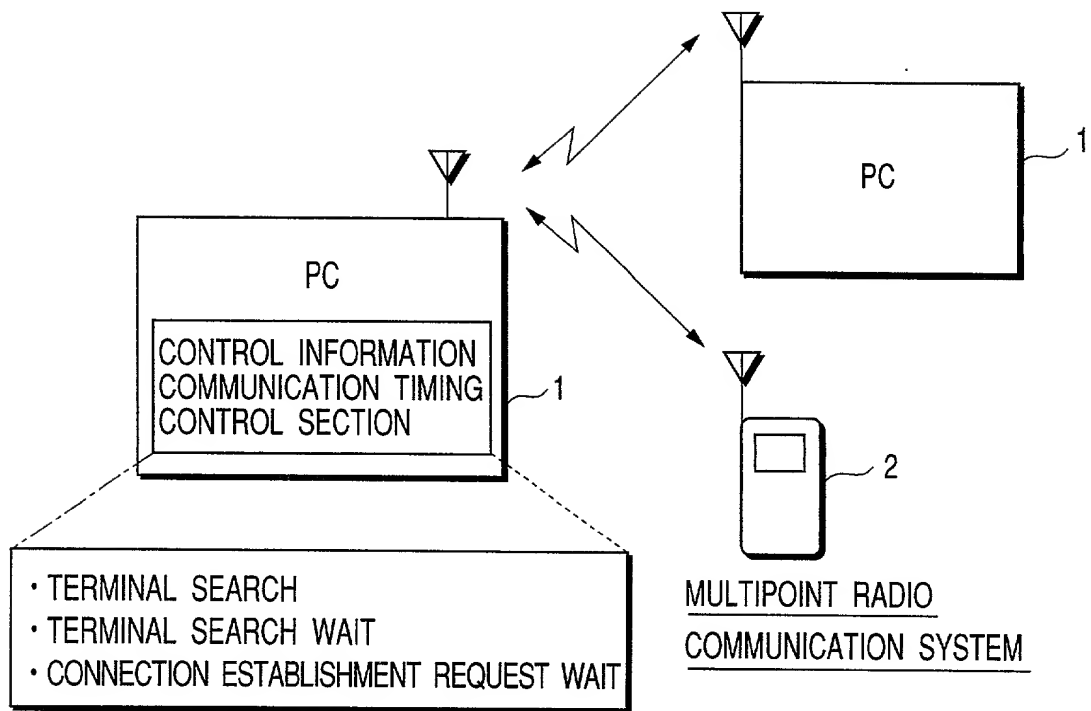 PC
1
PC
CONTROL INFORMATION
COMMUNICATION TIMING
CONTROL SECTION
1
2
• TERMINAL SEARCH
• TERMINAL SEARCH WAIT
• CONNECTION ESTABLISHMENT REQUEST WAIT
MULTIPOINT RADIO
COMMUNICATION SYSTEM